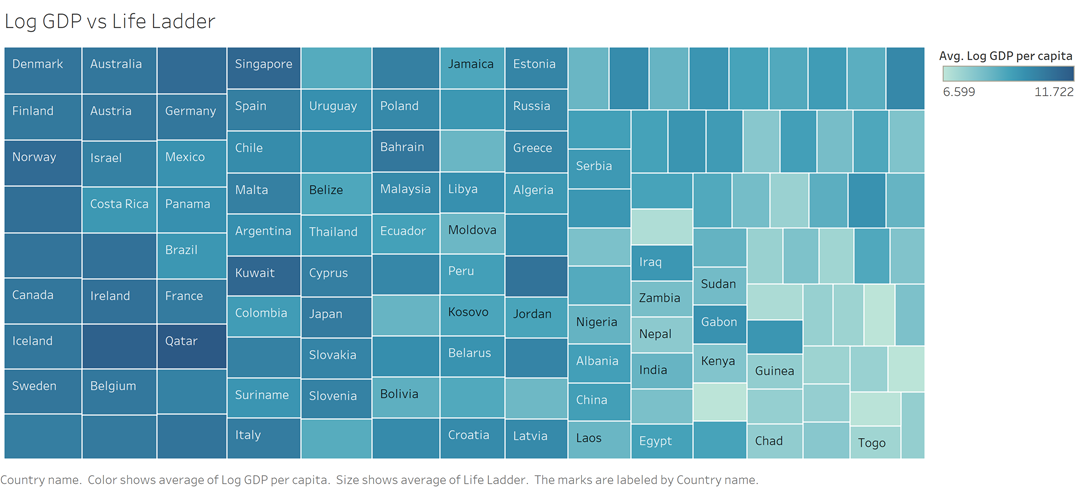 Log GDP vs Life Ladder
Denmark
Finland
Norway
Canada
Iceland
Sweden
Australia
Austria
Israel
Costa Rica
Ireland
Belgium
Germany
Mexico
Panama
Brazil
France
Qatar
Singapore
Spain
Chile
Malta
Argentina
Kuwait
Colombia
Suriname
Italy
Uruguay
Belize
Thailand
Cyprus
Japan
Slovakia
Slovenia
Poland
Bahrain
Malaysia
Ecuador
Bolivia
Jamaica
Libya
Moldova
Peru
Kosovo
Belarus
Croatia
Estonia
Russia
Greece
Algeria
Jordan
Latvia
Serbia
Nigeria
Albania
China
Laos
Iraq
Zambia
Nepal
India
Egypt
Sudan
Gabon
Kenya
Guinea
Chad
Togo
Avg. Log GDP per capita
6.599 11.722
Country name. Color shows average of Log GDP per capita. Size shows average of Life Ladder. The marks are labeled by Country name.